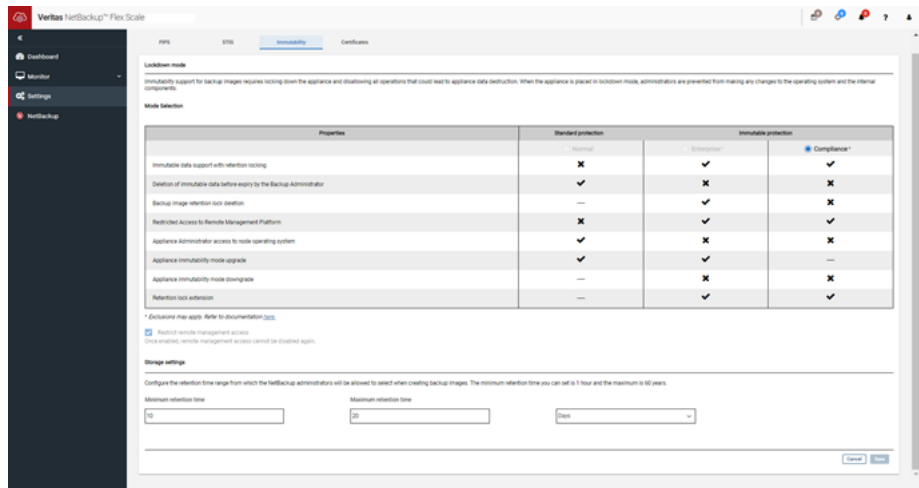 Veritas NetBackup™ Flex Scale
?
Dashboard
Monitor
Settings
NetBackup
FIPS STIG Immutability Certificates
Lockdown mode
Immutability support for backup images requires locking down the appliance and disallowing all operations that could lead to appliance data destruction. When the appliance is placed in lockdown mode, administrators are prevented from making any changes to the operating system and the internal
components.
Mode Selection
Properties Standard protection Immutable protection
Normal Enterprise* Compliance*
Immutable data support with retention locking
Deletion of immutable data before expiry by the Backup Administrator
Backup image retention lock deletion —
Restricted Access to Remote Management Platform
Appliance Administrator access to node operating system
Appliance immutability mode upgrade —
Appliance immutability mode downgrade —
Retention lock extension —
* Exclusions may apply. Refer to documentation here.
Restrict remote management access
Once enabled, remote management access cannot be disabled again.
Storage settings
Configure the retention time range from which the NetBackup administrators will be allowed to select when creating backup images. The minimum retention time you can set is 1 hour and the maximum is 60 years.
Minimum retention time Maximum retention time
10 20 Days
Cancel Save